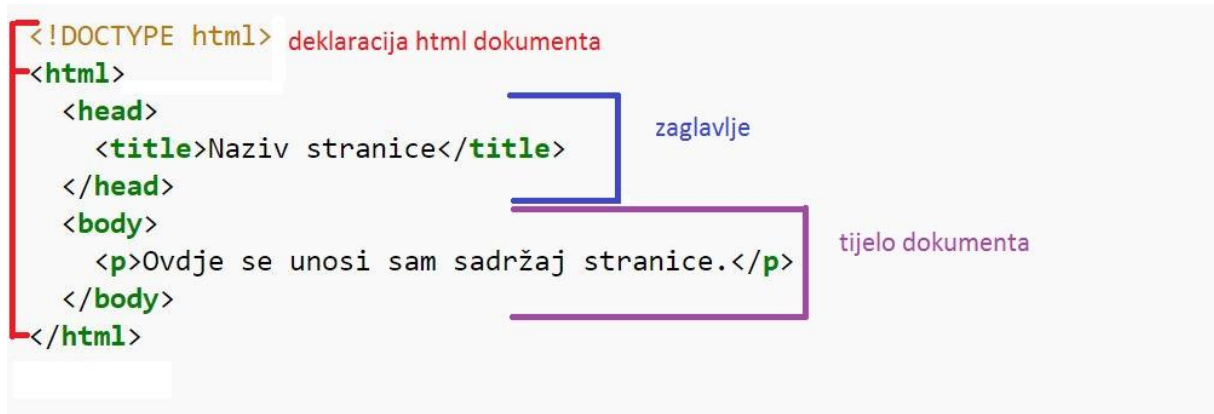 <!DOCTYPE html> deklaracija html dokumenta
<html>
<head>
zaglavlje
<title>Naziv stranice</title>
</head>
<body>
tijelo dokumenta
<p>Ovdje se unosi sam sadržaj stranice.</p>
</body>
</html>